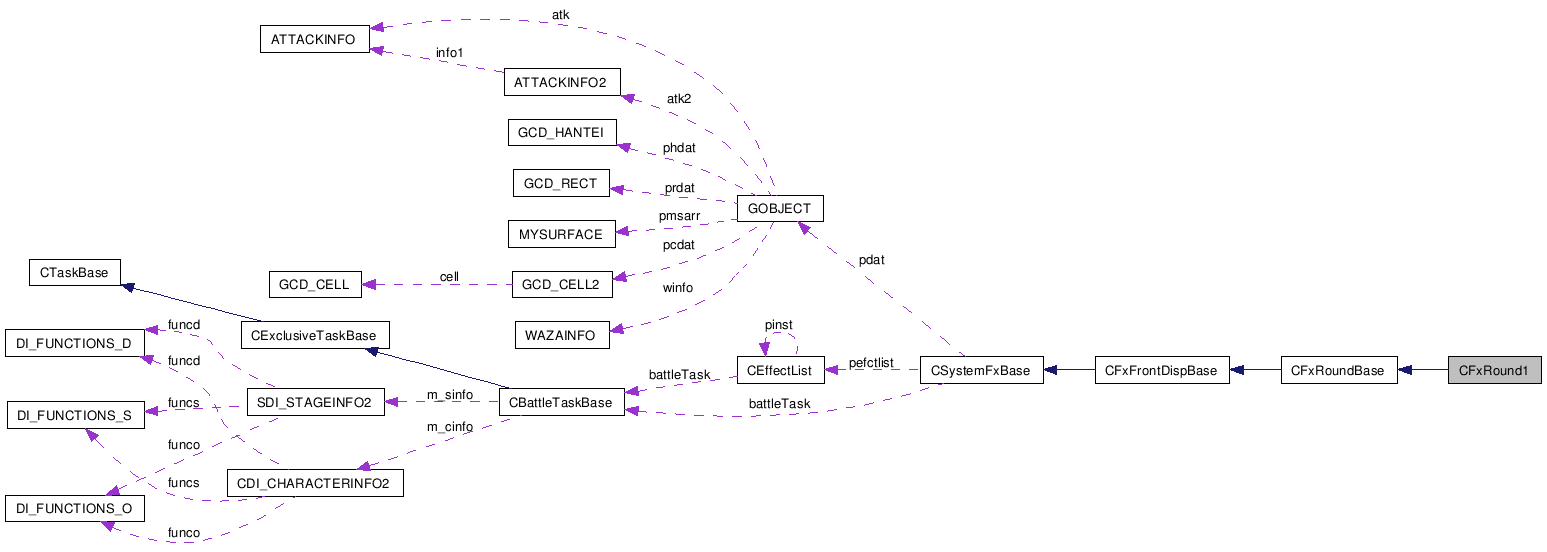 atk
ATTACKINFO
info1
ATTACKINFO2
atk2
GCD_HANTEI
phdat
GCD_RECT
prdat
GOBJECT
pmsarr
MYSURFACE
pcdat
pdat
CTaskBase
GCD_CELL
cell
GCD_CELL2
winfo
funcd
CExclusiveTaskBase
WAZAINFO
pinst
DI_FUNCTIONS_D
funcd
battleTask
CEffectList
pefctlist
CSystemFxBase
CFxFrontDispBase
CFxRoundBase
CFxRound1
funcs
SDI_STAGEINFO2
m_sinfo
CBattleTaskBase
battleTask
DI_FUNCTIONS_S
m_cinfo
funco
funcs
CDI_CHARACTERINFO2
DI_FUNCTIONS_O
funco